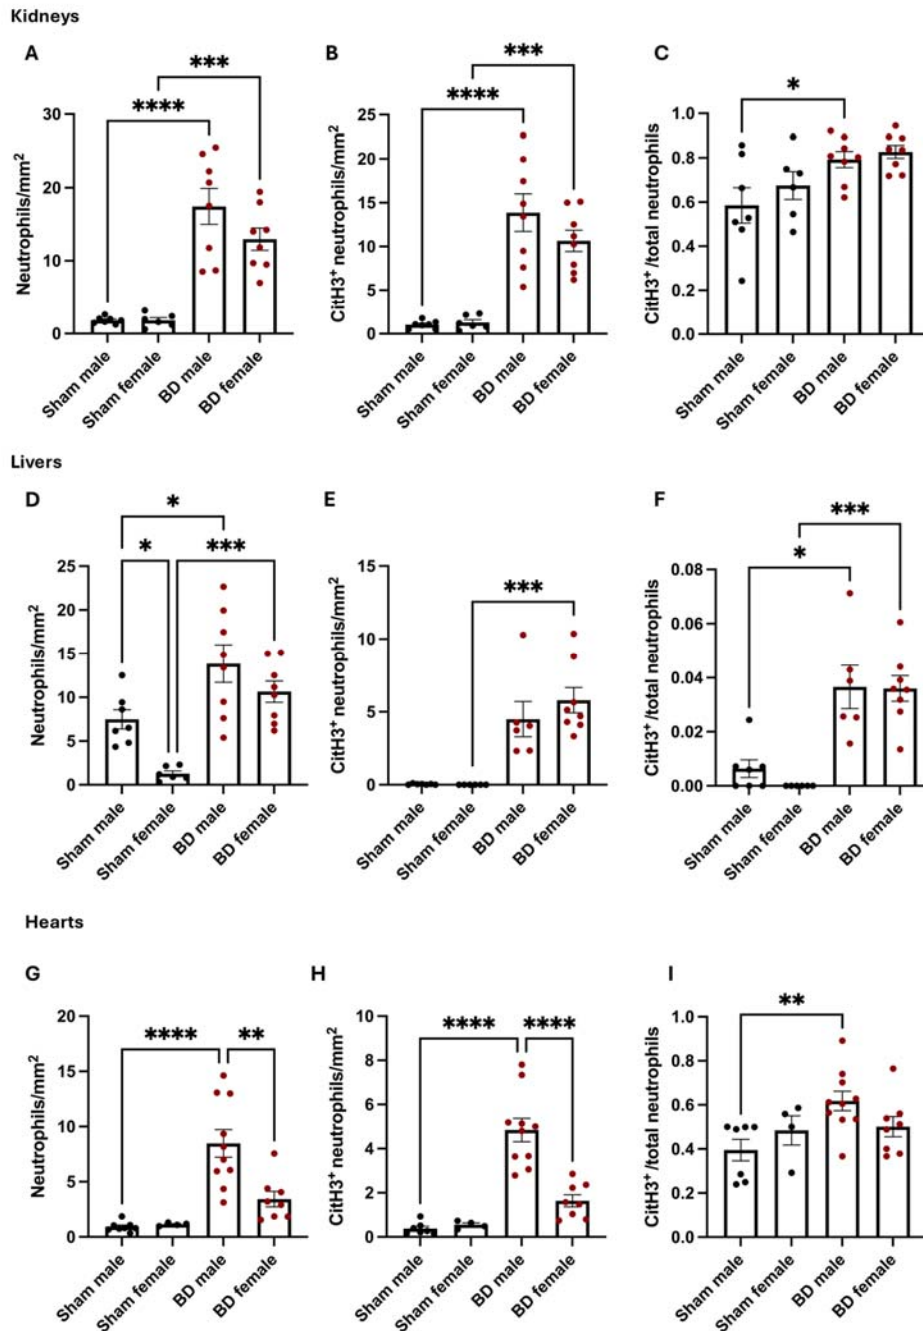 Kidneys
A
B
C
*** 
****
***
****
*
Neutrophils/mm²
30
20
10
0
CitH3⁺ neutrophils/mm²
25
20
15
10
5
0
CitH3⁺/total neutrophils
1.0
0.8
0.6
0.4
0.2
0.0
Sham male
Sham female
BD male
BD female
Sham male
Sham female
BD male
BD female
Sham male
Sham female
BD male
BD female
Livers
D
E
F
*
* ***
***
***
*
Neutrophils/mm²
25
20
15
10
5
0
CitH3⁺ neutrophils/mm²
15
10
5
0
CitH3⁺/total neutrophils
0.08
0.06
0.04
0.02
0.00
Sham male
Sham female
BD male
BD female
Sham male
Sham female
BD male
BD female
Sham male
Sham female
BD male
BD female
Hearts
G
H
I
**** **
**** ****
**
Neutrophils/mm²
20
15
10
5
0
CitH3⁺ neutrophils/mm²
10
8
6
4
2
0
CitH3⁺/total neutrophils
1.0
0.8
0.6
0.4
0.2
0.0
Sham male
Sham female
BD male
BD female
Sham male
Sham female
BD male
BD female
Sham male
Sham female
BD male
BD female